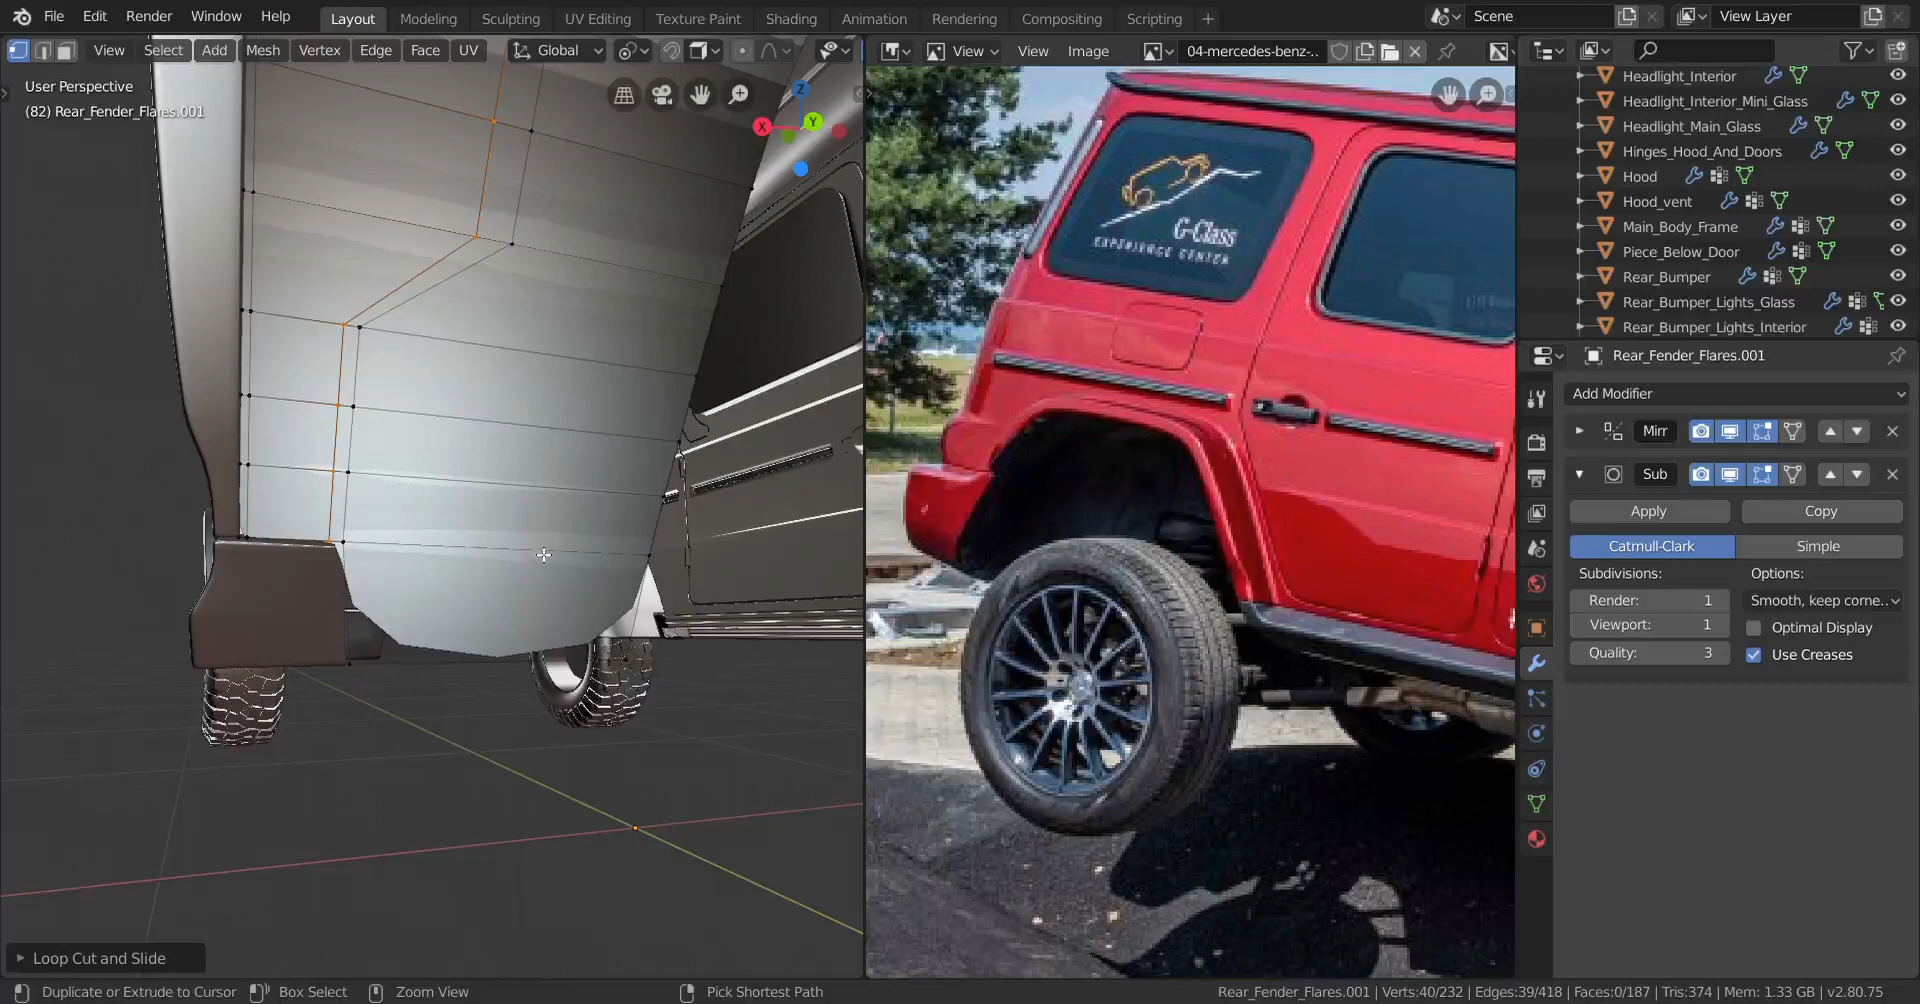 File Edit Render Window Help Layout Modeling Sculpting UV Editing Texture Paint Shading Animation Rendering Compositing Scripting + Scene View Layer
View Select Add Mesh Vertex Edge Face UV Global View View Image 04-mercedes-benz-..
User Perspective
(82) Rear_Fender_Flares.001
Z
X Y
G-Class
EXPERIENCE CENTER
Headlight_Interior
Headlight_Interior_Mini_Glass
Headlight_Main_Glass
Hinges_Hood_And_Doors
Hood
Hood_vent
Main_Body_Frame
Piece_Below_Door
Rear_Bumper
Rear_Bumper_Lights_Glass
Rear_Bumper_Lights_Interior
Rear_Fender_Flares.001
Add Modifier
Mirr
Sub
Apply Copy
Catmull-Clark Simple
Subdivisions: Options:
Render: 1 Smooth, keep corne..
Viewport: 1 Optimal Display
Quality: 3 Use Creases
Loop Cut and Slide
Duplicate or Extrude to Cursor Box Select Zoom View Pick Shortest Path Rear_Fender_Flares.001 | Verts:40/232 | Edges:39/418 | Faces:0/187 | Tris:374 | Mem: 1.33 GB | v2.80.75